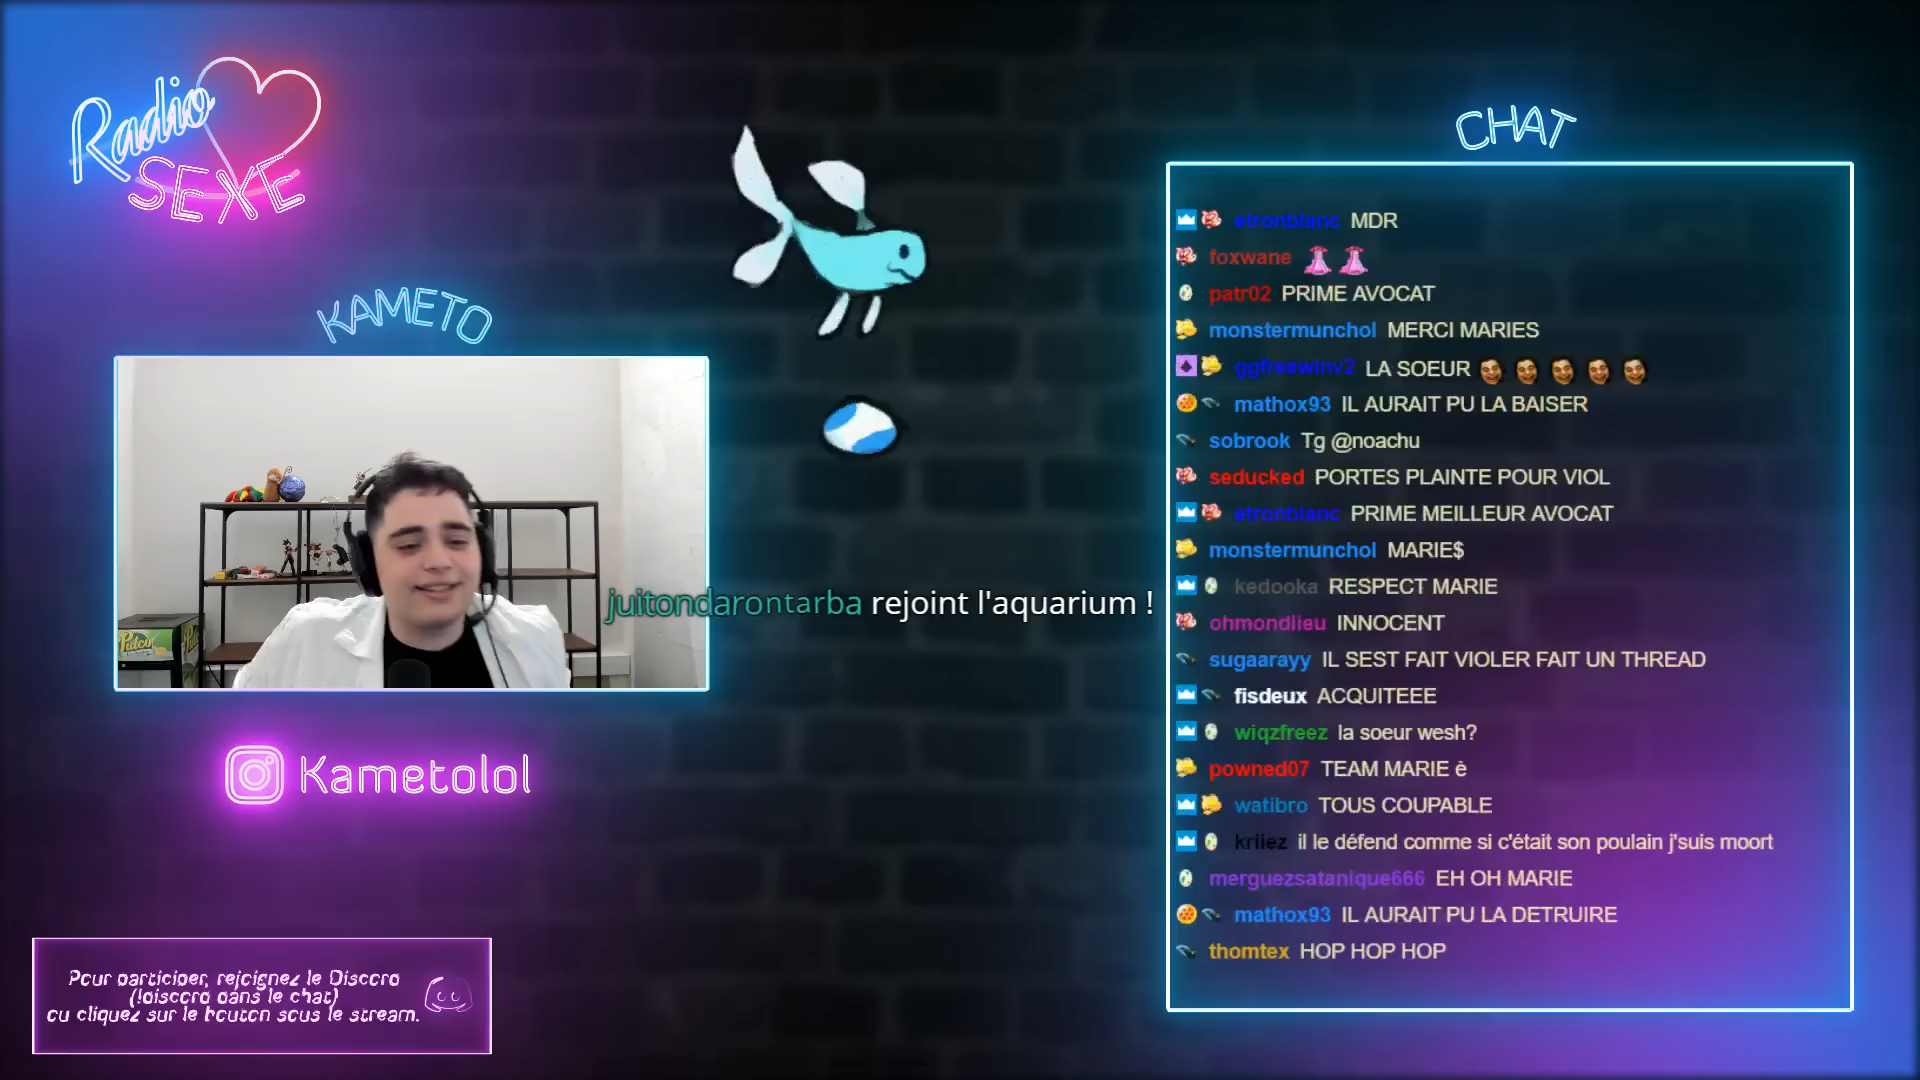 Radio
SEXE
KAMETO
Pulco
Kametolol
Pour participer, rejoignez le Discord
(!discord dans le chat)
ou cliquez sur le bouton sous le stream.
juitondarontarba rejoint l'aquarium !
CHAT
etronblanc MDR
foxwane
patr02 PRIME AVOCAT
monstermunchol MERCI MARIES
ggfreewinv2 LA SOEUR
mathox93 IL AURAIT PU LA BAISER
sobrook Tg @noachu
seducked PORTES PLAINTE POUR VIOL
etronblanc PRIME MEILLEUR AVOCAT
monstermunchol MARIE$
kedooka RESPECT MARIE
ohmondlieu INNOCENT
sugaarayy IL SEST FAIT VIOLER FAIT UN THREAD
fisdeux ACQUITEEE
wiqzfreez la soeur wesh?
powned07 TEAM MARIE è
watibro TOUS COUPABLE
kriiez il le défend comme si c'était son poulain j'suis moort
merguezsatanique666 EH OH MARIE
mathox93 IL AURAIT PU LA DETRUIRE
thomtex HOP HOP HOP